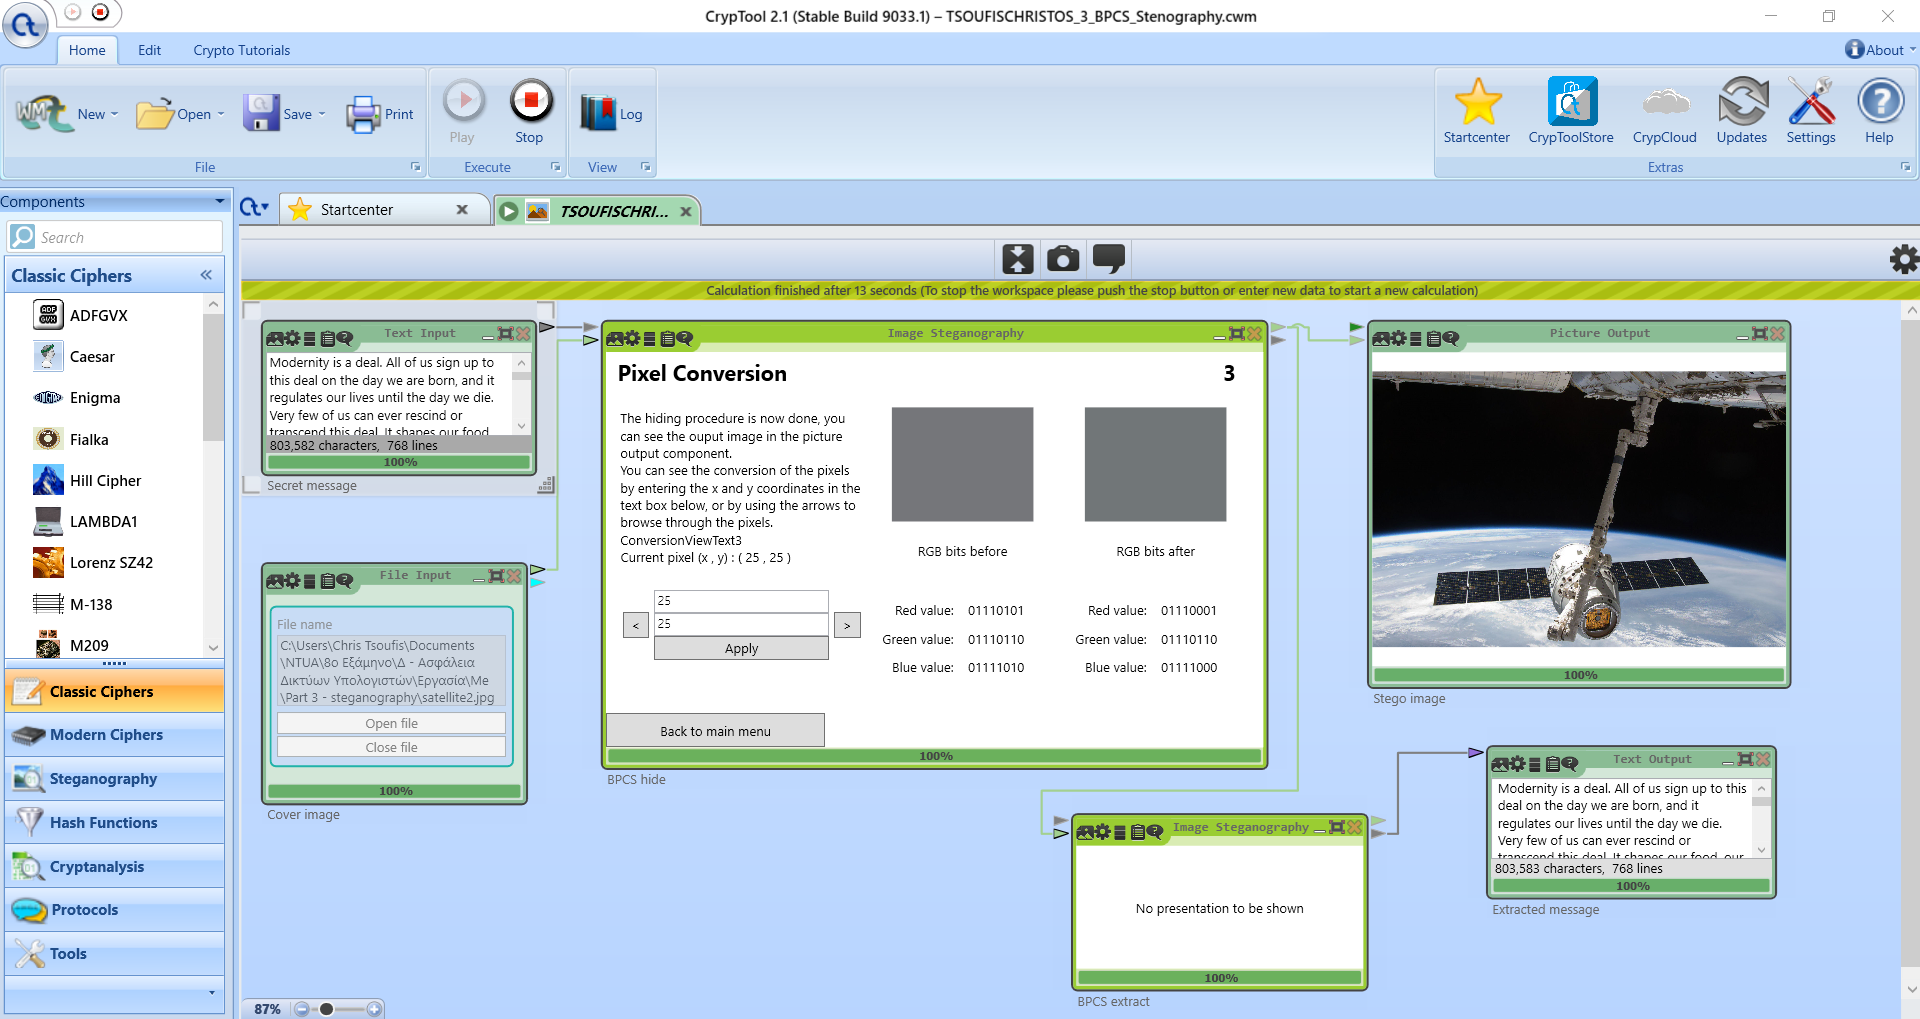 CrypTool 2.1 (Stable Build 9033.1) – TSOUFISCHRISTOS_3_BPCS_Stenography.cwm
Home Edit Crypto Tutorials About
New Open Save Print
Play Stop
Log
Startcenter CrypToolStore CrypCloud Updates Settings Help
File Execute View Extras
Components
Search
Classic Ciphers
ADFGVX
Caesar
Enigma
Fialka
Hill Cipher
LAMBDA1
Lorenz SZ42
M-138
M209
Classic Ciphers
Modern Ciphers
Steganography
Hash Functions
Cryptanalysis
Protocols
Tools
Startcenter TSOUFISCHRI...
Calculation finished after 13 seconds (To stop the workspace please push the stop button or enter new data to start a new calculation)
Text Input
Modernity is a deal. All of us sign up to
this deal on the day we are born, and it
regulates our lives until the day we die.
Very few of us can ever rescind or
transcend this deal. It shapes our food,
803,582 characters, 768 lines
100%
Secret message
File Input
File name
C:\Users\Chris Tsoufis\Documents
\NTUA\8ο Εξάμηνο\Δ - Ασφάλεια
Δικτύων Υπολογιστών\Εργασία\Me
\Part 3 - steganography\satellite2.jpg
Open file
Close file
100%
Cover image
Image Steganography
Pixel Conversion 3
The hiding procedure is now done, you
can see the ouput image in the picture
output component.
You can see the conversion of the pixels
by entering the x and y coordinates in the
text box below, or by using the arrows to
browse through the pixels.
ConversionViewText3
Current pixel (x , y) : ( 25 , 25 )
25
< 25 >
Apply
RGB bits before RGB bits after
Red value: 01110101 Red value: 01110001
Green value: 01110110 Green value: 01110110
Blue value: 01111010 Blue value: 01111000
Back to main menu
100%
BPCS hide
Picture Output
100%
Stego image
Image Steganography
No presentation to be shown
100%
BPCS extract
Text Output
Modernity is a deal. All of us sign up to this
deal on the day we are born, and it
regulates our lives until the day we die.
Very few of us can ever rescind or
transcend this deal. It shapes our food, our
803,583 characters, 768 lines
100%
Extracted message
87%